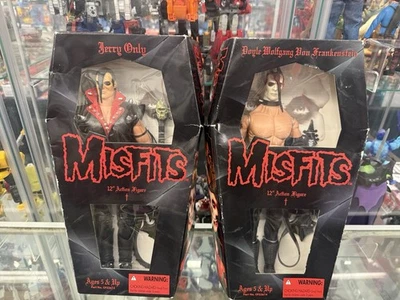 Jerry Only
MISFITS
12" Action Figure
Ages 5 & Up
WARNING:
Doyle Wolfgang Von Frankenstein
MISFITS
12" Action Figure
Ages 5 & Up
WARNING: